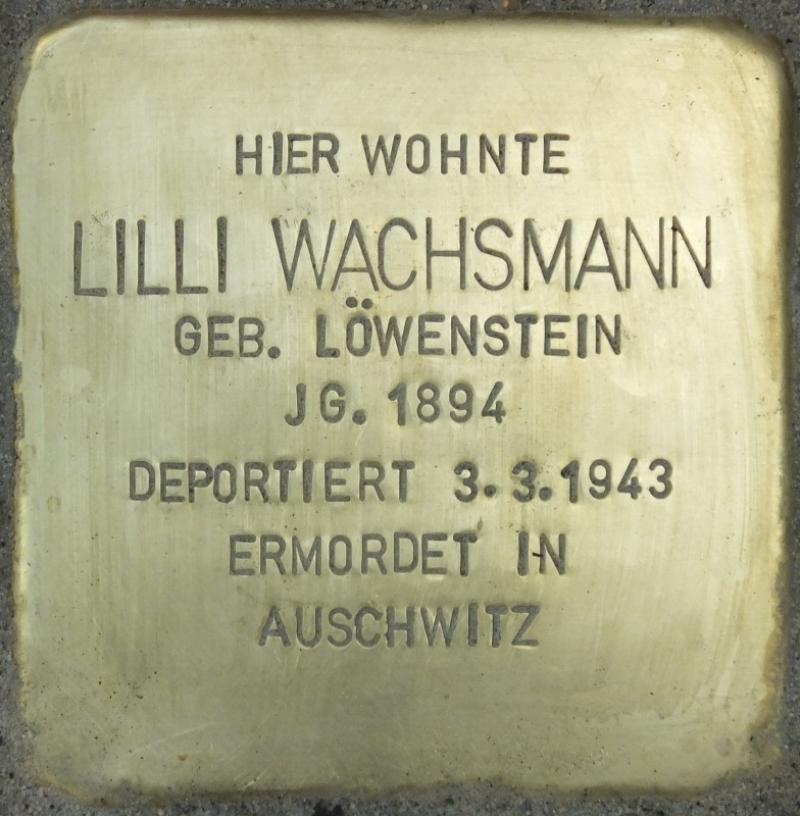 HIER WOHNTE
LILLI WACHSMANN
GEB. LÖWENSTEIN
JG. 1894
DEPORTIERT 3.3.1943
ERMORDET IN
AUSCHWITZ